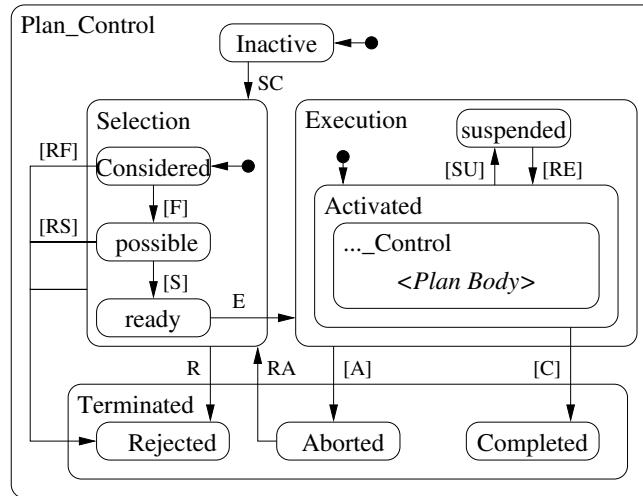 Plan_Control
Inactive
SC
Selection
Execution
suspended
[RF]
Considered
[SU]
[RE]
[F]
Activated
[RS]
possible
..._Control
[S]
<Plan Body>
E
ready
R
RA
[A]
[C]
Terminated
Rejected
Aborted
Completed